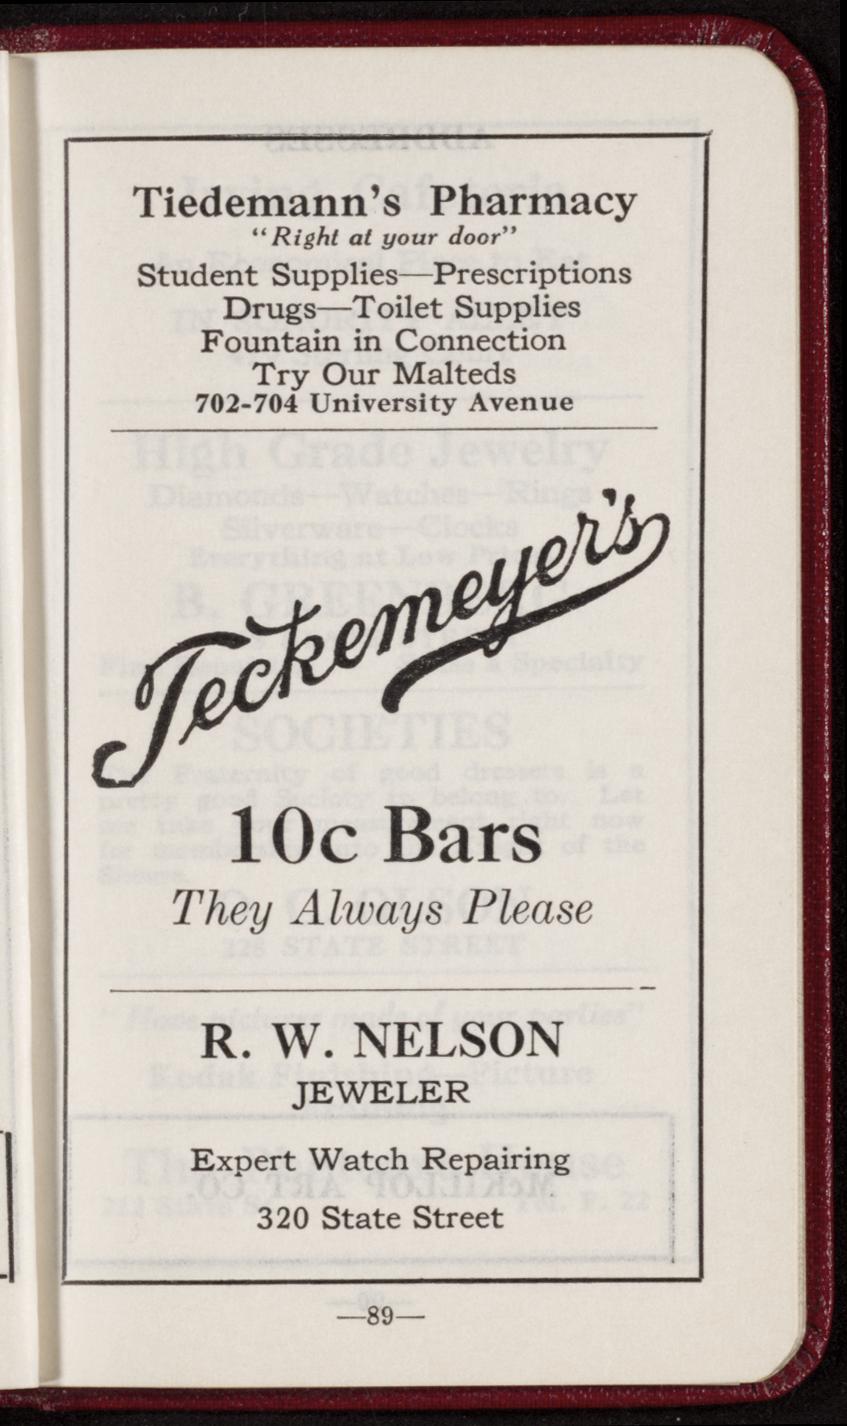 Tiedemann's Pharmacy
"Right at your door"
Student Supplies—Prescriptions
Drugs—Toilet Supplies
Fountain in Connection
Try Our Malteds
702-704 University Avenue
Teckemeyer's
10c Bars
They Always Please
R. W. NELSON
JEWELER
Expert Watch Repairing
320 State Street
—89—